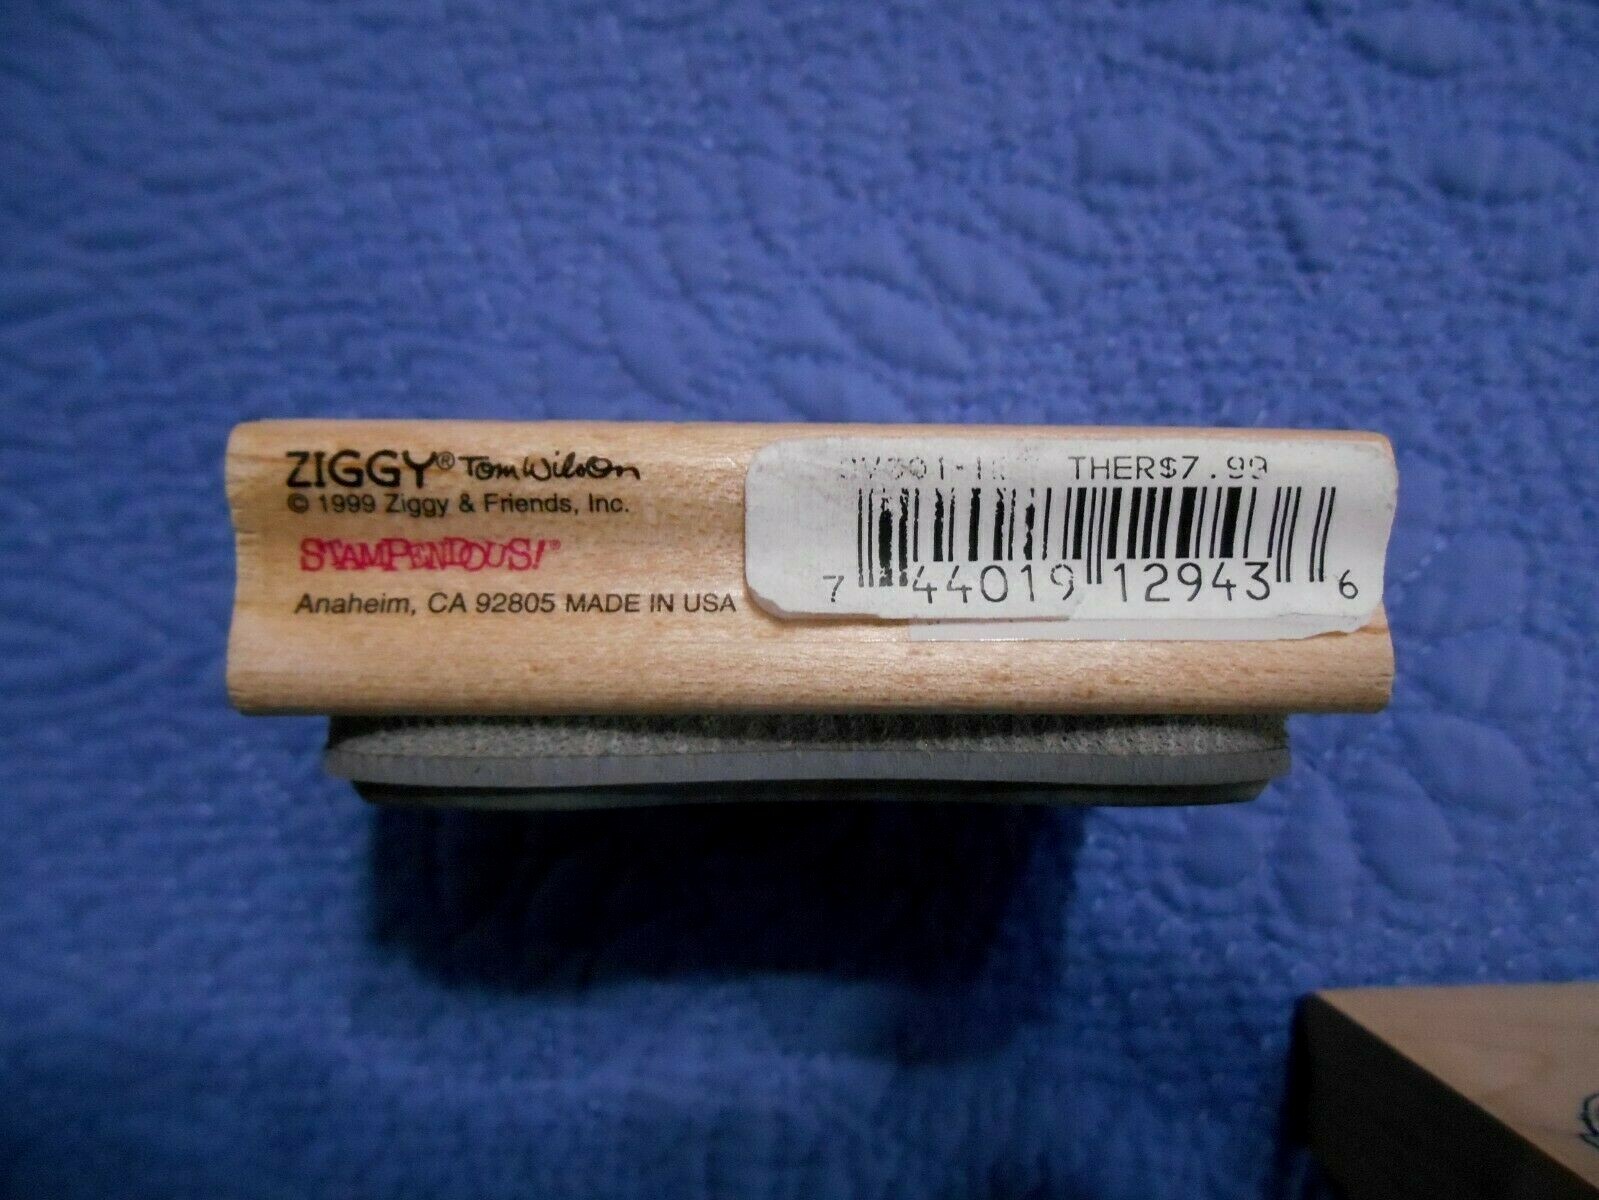 ZIGGY® Tom Wilson
© 1999 Ziggy & Friends, Inc.
STAMPENDOUS!®
Anaheim, CA 92805 MADE IN USA
THER$7.99
7 44019 12943 6